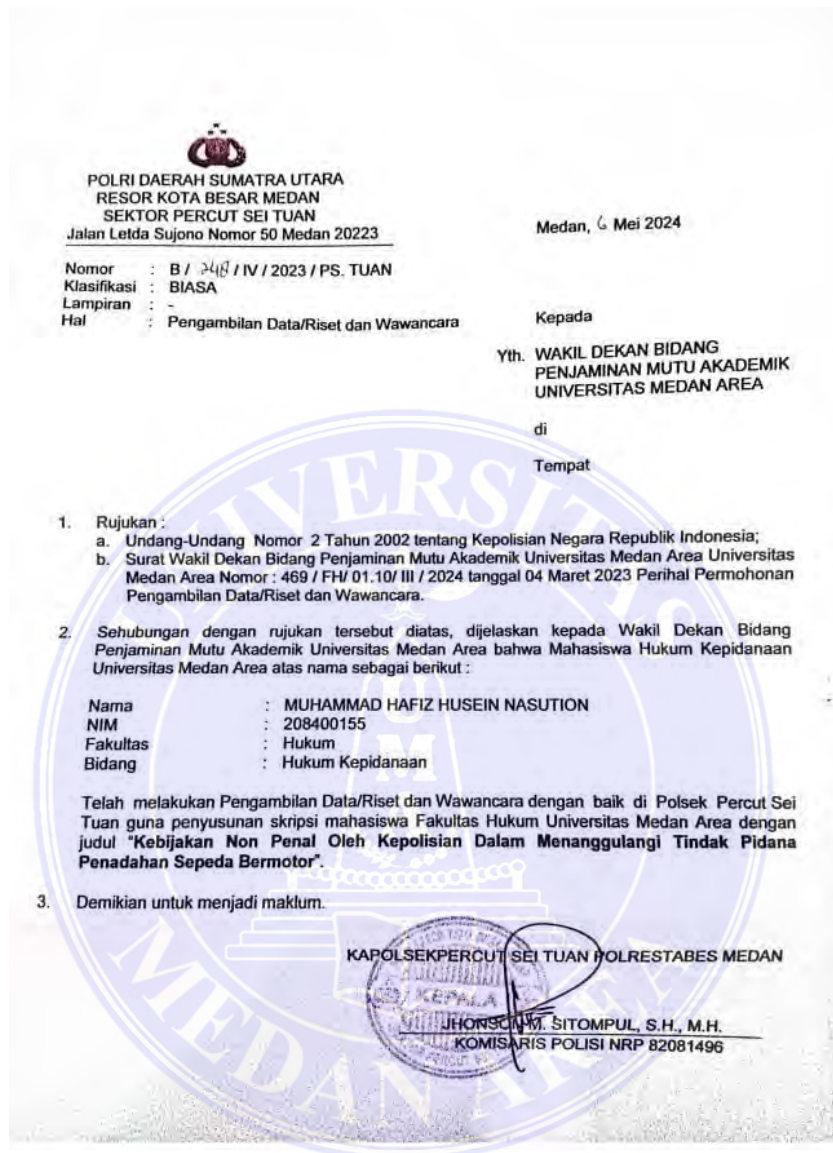 POLRI DAERAH SUMATRA UTARA
RESOR KOTA BESAR MEDAN
SEKTOR PERCUT SEI TUAN
Jalan Letda Sujono Nomor 50 Medan 20223
Medan, 6 Mei 2024
Nomor : B / 248 / IV / 2023 / PS. TUAN
Klasifikasi : BIASA
Lampiran : -
Hal : Pengambilan Data/Riset dan Wawancara
Kepada
Yth. WAKIL DEKAN BIDANG
PENJAMINAN MUTU AKADEMIK
UNIVERSITAS MEDAN AREA
di
Tempat
1. Rujukan :
a. Undang-Undang Nomor 2 Tahun 2002 tentang Kepolisian Negara Republik Indonesia;
b. Surat Wakil Dekan Bidang Penjaminan Mutu Akademik Universitas Medan Area Universitas
Medan Area Nomor : 469 / FH/ 01.10/ III / 2024 tanggal 04 Maret 2023 Perihal Permohonan
Pengambilan Data/Riset dan Wawancara.
2. Sehubungan dengan rujukan tersebut diatas, dijelaskan kepada Wakil Dekan Bidang
Penjaminan Mutu Akademik Universitas Medan Area bahwa Mahasiswa Hukum Kepidanaan
Universitas Medan Area atas nama sebagai berikut :
Nama : MUHAMMAD HAFIZ HUSEIN NASUTION
NIM : 208400155
Fakultas : Hukum
Bidang : Hukum Kepidanaan
Telah melakukan Pengambilan Data/Riset dan Wawancara dengan baik di Polsek Percut Sei
Tuan guna penyusunan skripsi mahasiswa Fakultas Hukum Universitas Medan Area dengan
judul "Kebijakan Non Penal Oleh Kepolisian Dalam Menanggulangi Tindak Pidana
Penadahan Sepeda Bermotor".
3. Demikian untuk menjadi maklum.
KAPOLSEKPERCUT SEI TUAN POLRESTABES MEDAN
KEPALA
JHONSON M. SITOMPUL, S.H., M.H.
KOMISARIS POLISI NRP 82081496
UNIVERSITAS
MEDAN AREA